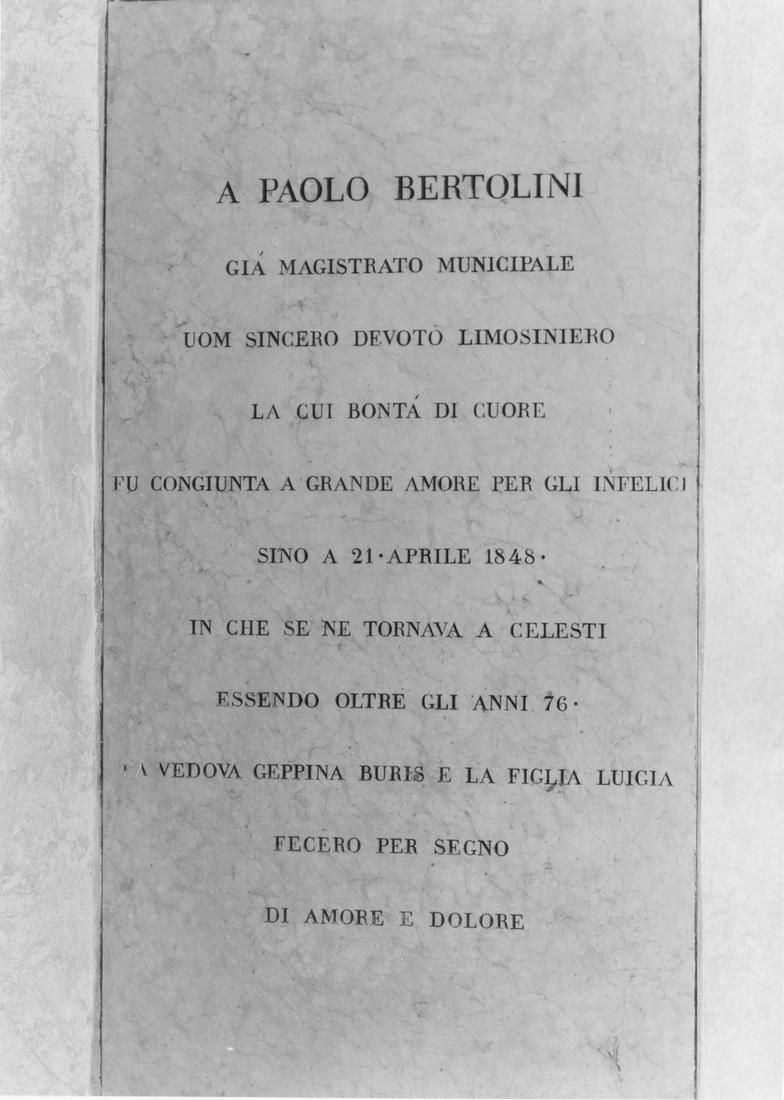 A PAOLO BERTOLINI
GIÁ MAGISTRATO MUNICIPALE
UOM SINCERO DEVOTO LIMOSINIERO
LA CUI BONTÁ DI CUORE
FU CONGIUNTA A GRANDE AMORE PER GLI INFELICI
SINO A 21·APRILE 1848·
IN CHE SE NE TORNAVA A CELESTI
ESSENDO OLTRE GLI ANNI 76·
LA VEDOVA GEPPINA BURIS E LA FIGLIA LUIGIA
FECERO PER SEGNO
DI AMORE E DOLORE